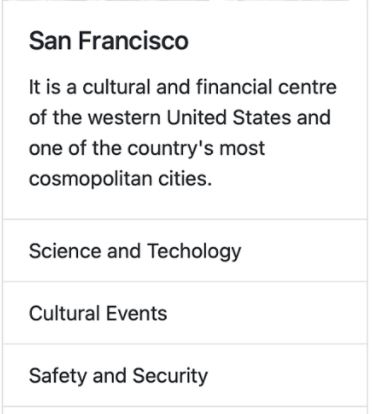 San Francisco
It is a cultural and financial centre
of the western United States and
one of the country's most
cosmopolitan cities.
Science and Techology
Cultural Events
Safety and Security